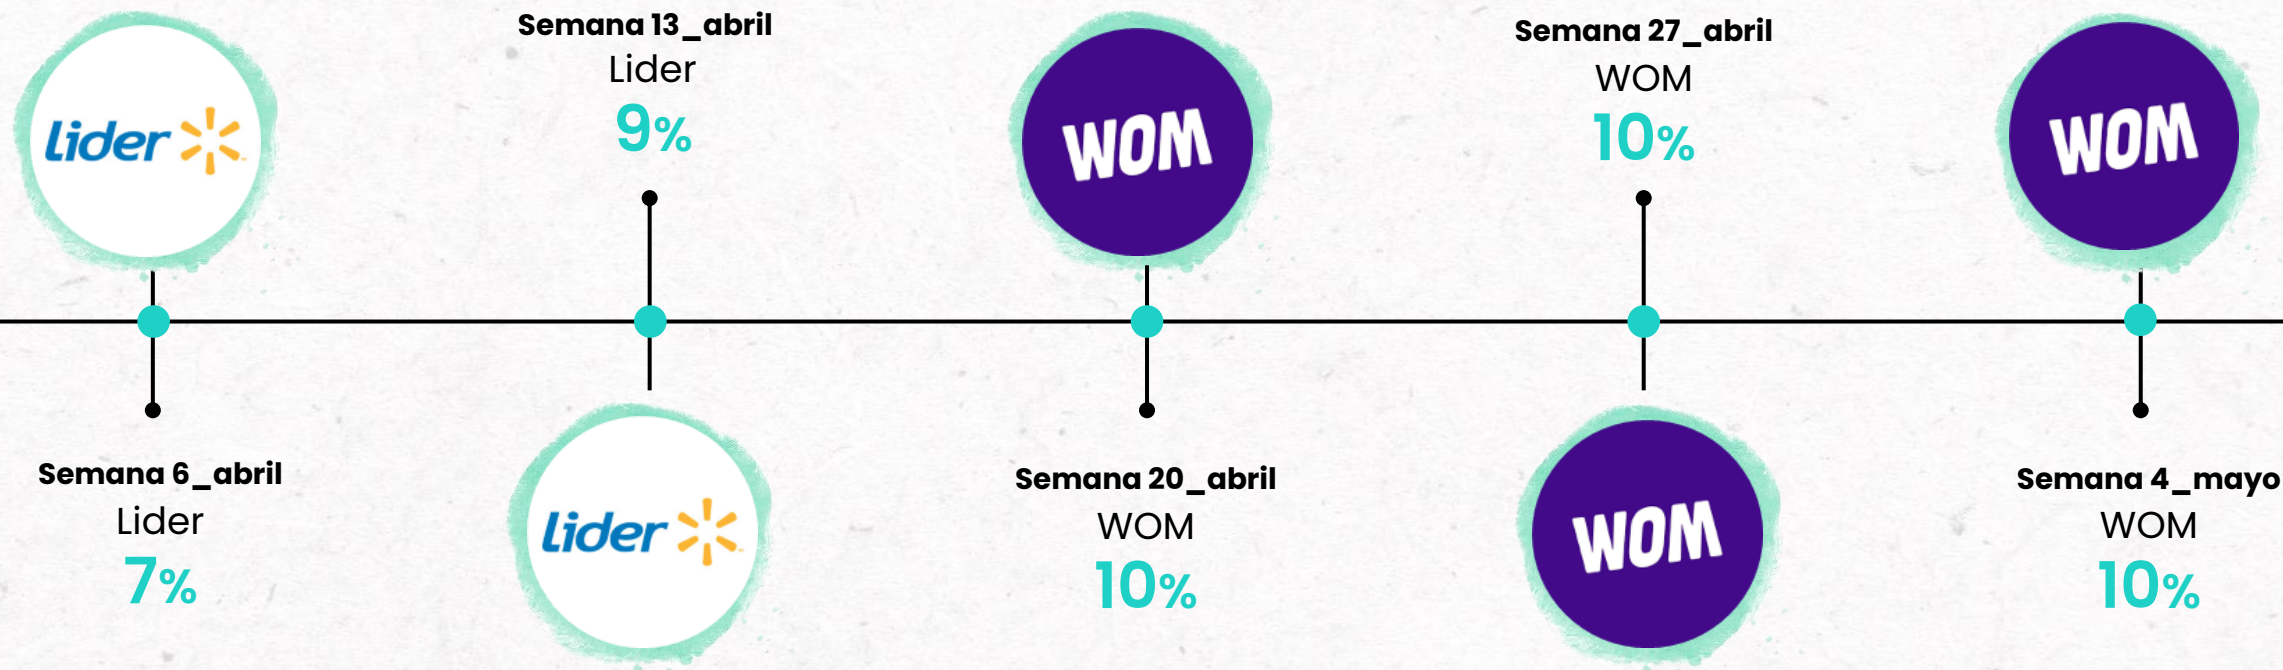 Lider
Semana 6_abril
Lider
7%
Semana 13_abril
Lider
9%
Lider
WOM
Semana 20_abril
WOM
10%
Semana 27_abril
WOM
10%
WOM
WOM
Semana 4_mayo
WOM
10%